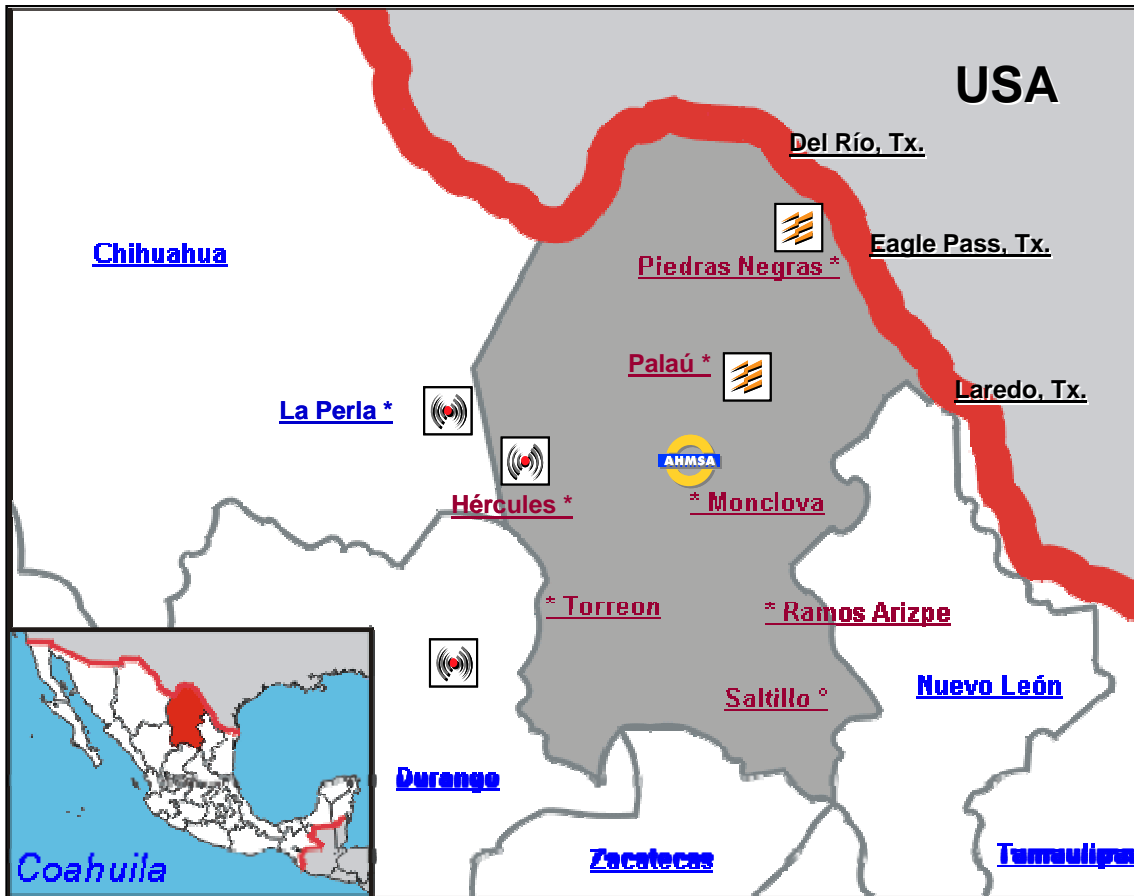 USA
Del Río, Tx.
Chihuahua
Eagle Pass, Tx.
Piedras Negras *
Palaú *
Laredo, Tx.
La Perla *
AHMSA
Hércules *
* Monclova
* Torreon
* Ramos Arizpe
Nuevo León
Saltillo °
Durango
Zacatecas
Tamaulipas
Coahuila